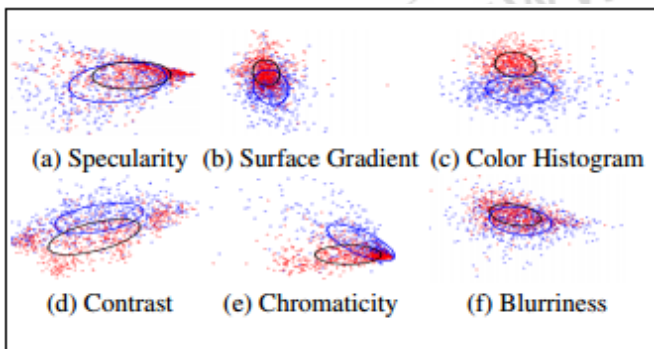 (a) Specularity (b) Surface Gradient (c) Color Histogram
(d) Contrast (e) Chromaticity (f) Blurriness